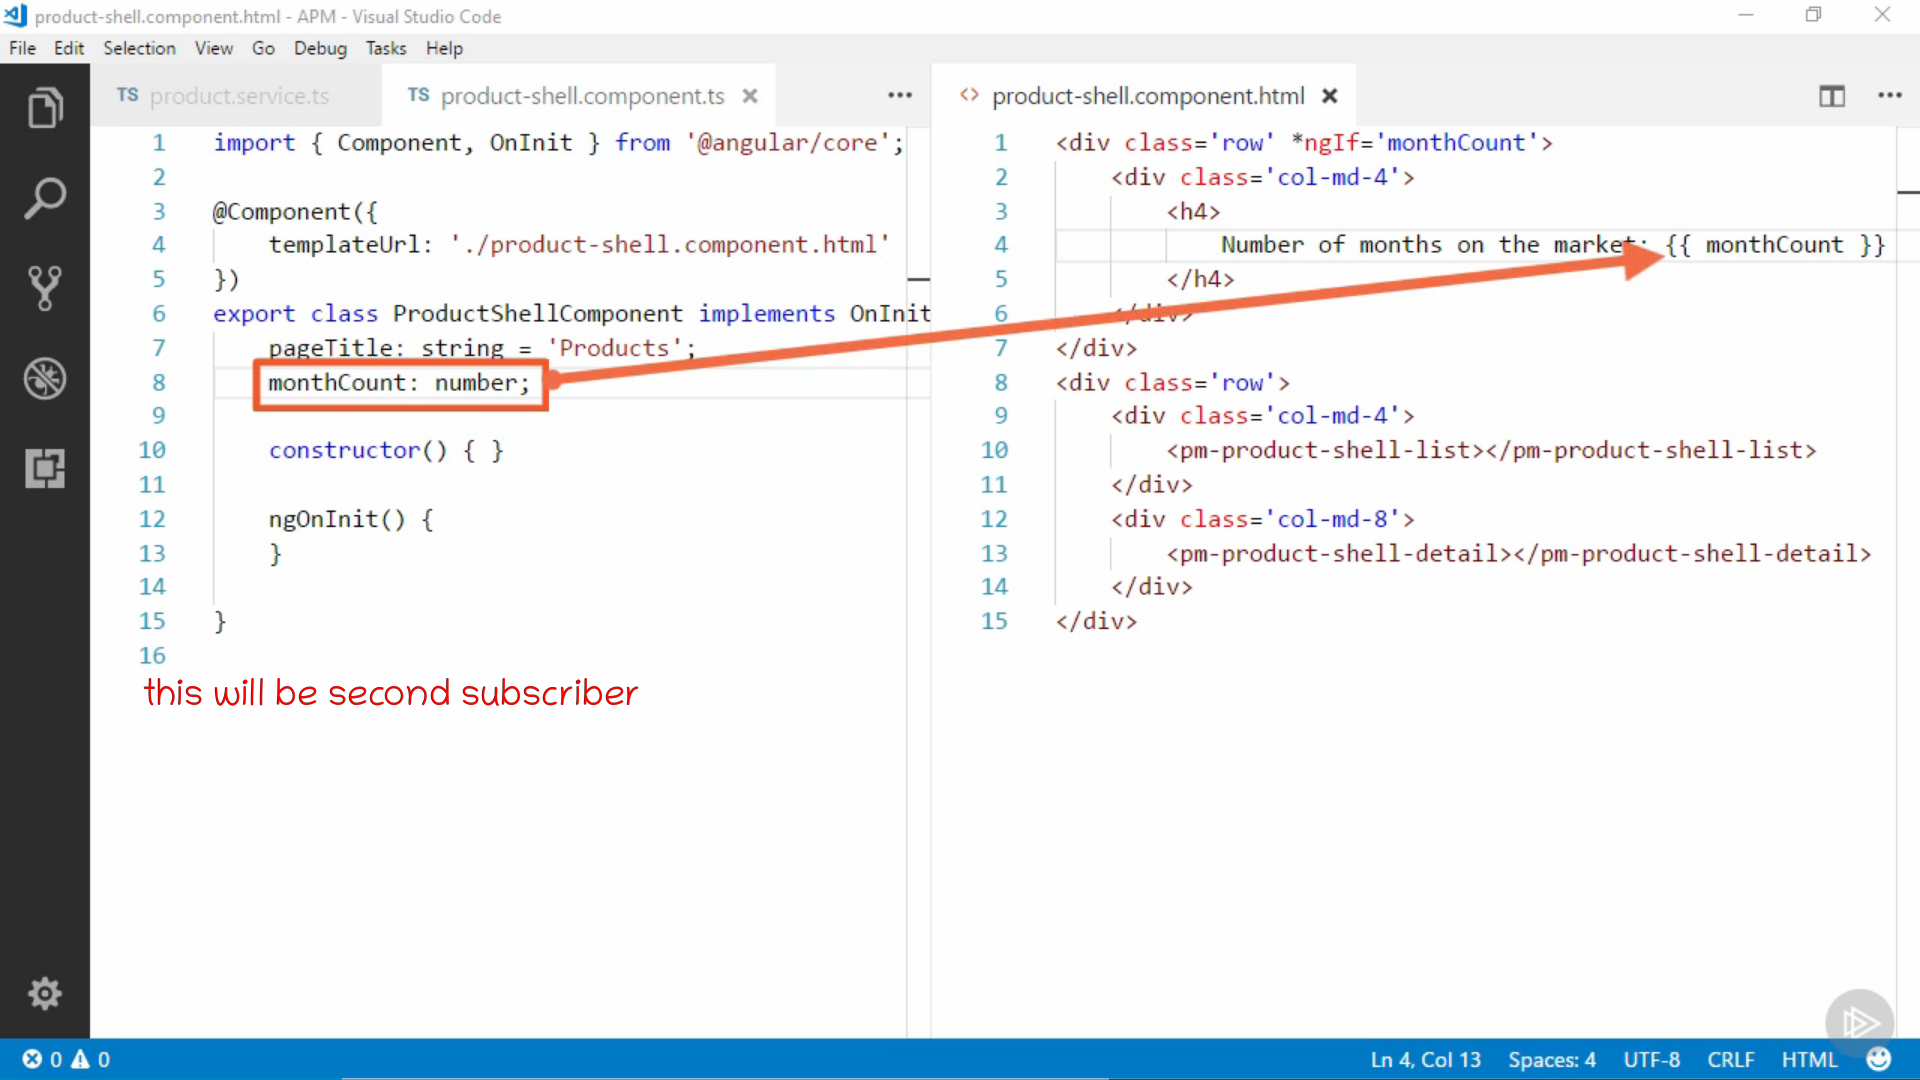 product-shell.component.html - APM - Visual Studio Code
File Edit Selection View Go Debug Tasks Help
TS product.service.ts TS product-shell.component.ts
1 import { Component, OnInit } from '@angular/core';
2
3 @Component({
4 templateUrl: './product-shell.component.html'
5 })
6 export class ProductShellComponent implements OnInit
7 pageTitle: string = 'Products';
8 monthCount: number;
9
10 constructor() { }
11
12 ngOnInit() {
13 }
14
15 }
16
this will be second subscriber
<> product-shell.component.html
1 <div class='row' *ngIf='monthCount'>
2 <div class='col-md-4'>
3 <h4>
4 Number of months on the market: {{ monthCount }}
5 </h4>
6 </div>
7 </div>
8 <div class='row'>
9 <div class='col-md-4'>
10 <pm-product-shell-list></pm-product-shell-list>
11 </div>
12 <div class='col-md-8'>
13 <pm-product-shell-detail></pm-product-shell-detail>
14 </div>
15 </div>
0 0 Ln 4, Col 13 Spaces: 4 UTF-8 CRLF HTML